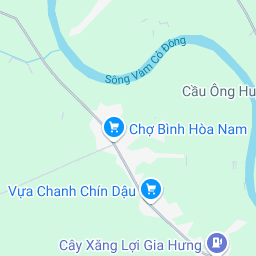 Sông Vàm Cỏ Đông
Cầu Ông Hu
Chợ Bình Hòa Nam
Vựa Chanh Chín Dậu
Cây Xăng Lợi Gia Hưng